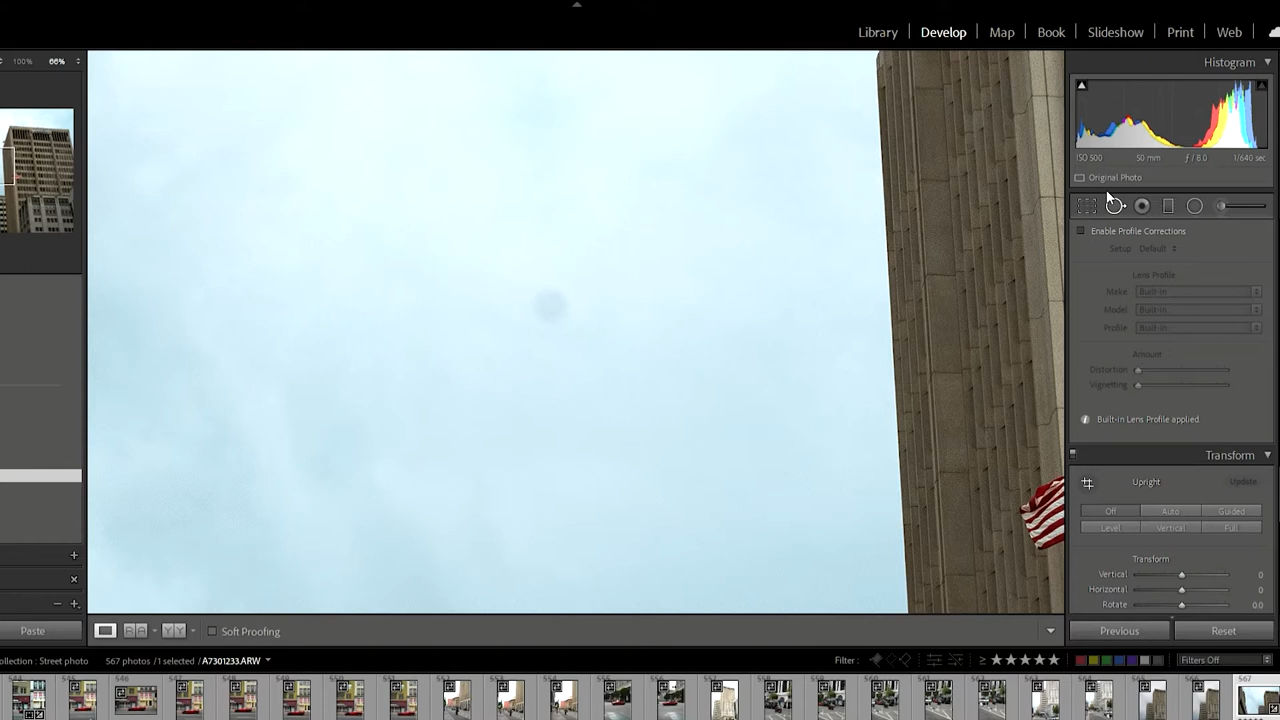 Library Develop Map Book Slideshow Print Web
100% 66%
Histogram
ISO 500 50 mm ƒ / 8.0 1/640 sec
Original Photo
Enable Profile Corrections
Setup Default
Lens Profile
Make Built-in
Model Built-in
Profile Built-in
Amount
Distortion
Vignetting
Built-in Lens Profile applied.
Transform
Upright Update
Off Auto Guided
Level Vertical Full
Transform
Vertical 0
Horizontal 0
Rotate 0.0
Paste
Soft Proofing
Previous Reset
ollection : Street photo 567 photos /1 selected / A7301233.ARW
Filter : Filters Off
546 567